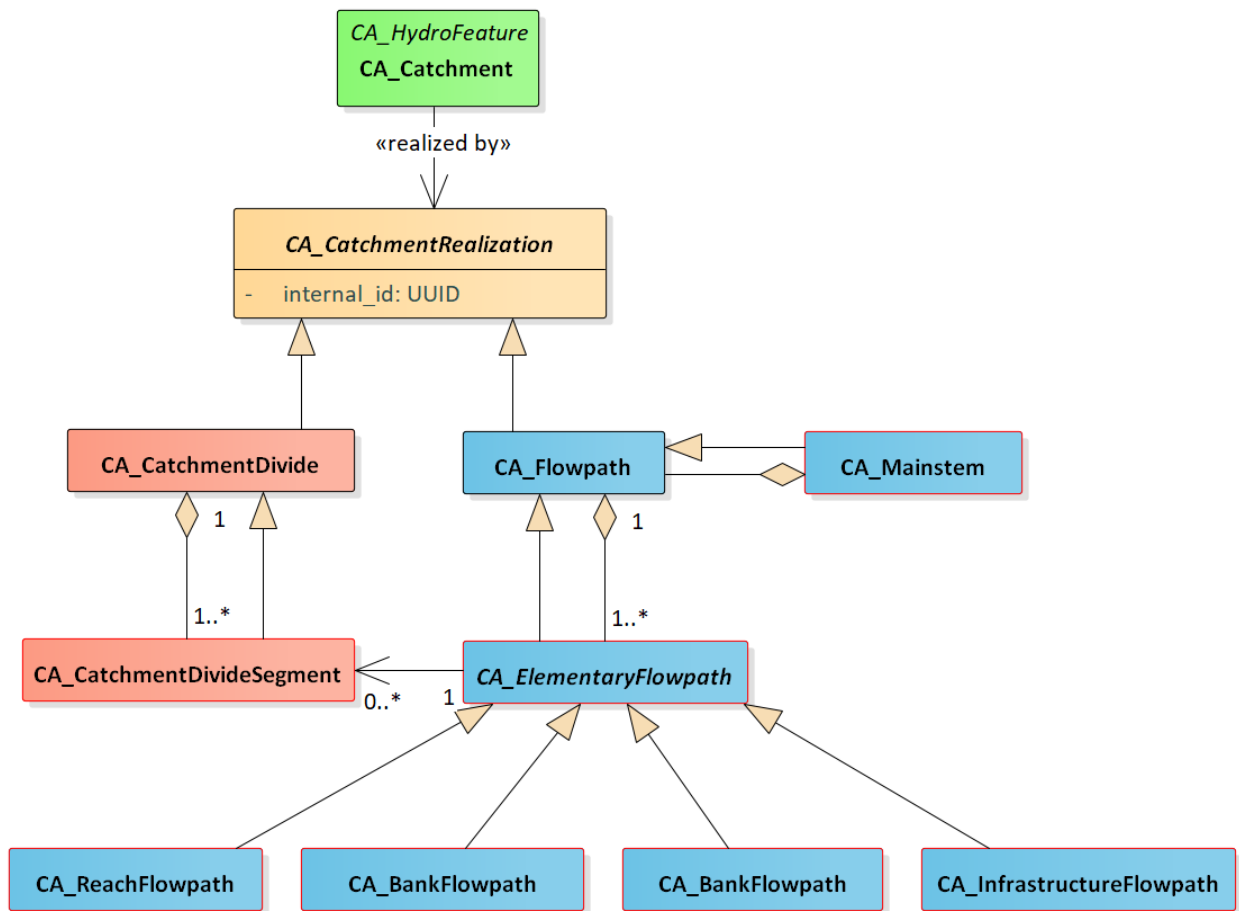 CA_HydroFeature
CA_Catchment
«realized by»
CA_CatchmentRealization
- internal_id: UUID
CA_CatchmentDivide
CA_Flowpath
CA_Mainstem
1
1
1..*
1..*
CA_CatchmentDivideSegment
CA_ElementaryFlowpath
0..*
1
CA_ReachFlowpath
CA_BankFlowpath
CA_BankFlowpath
CA_InfrastructureFlowpath